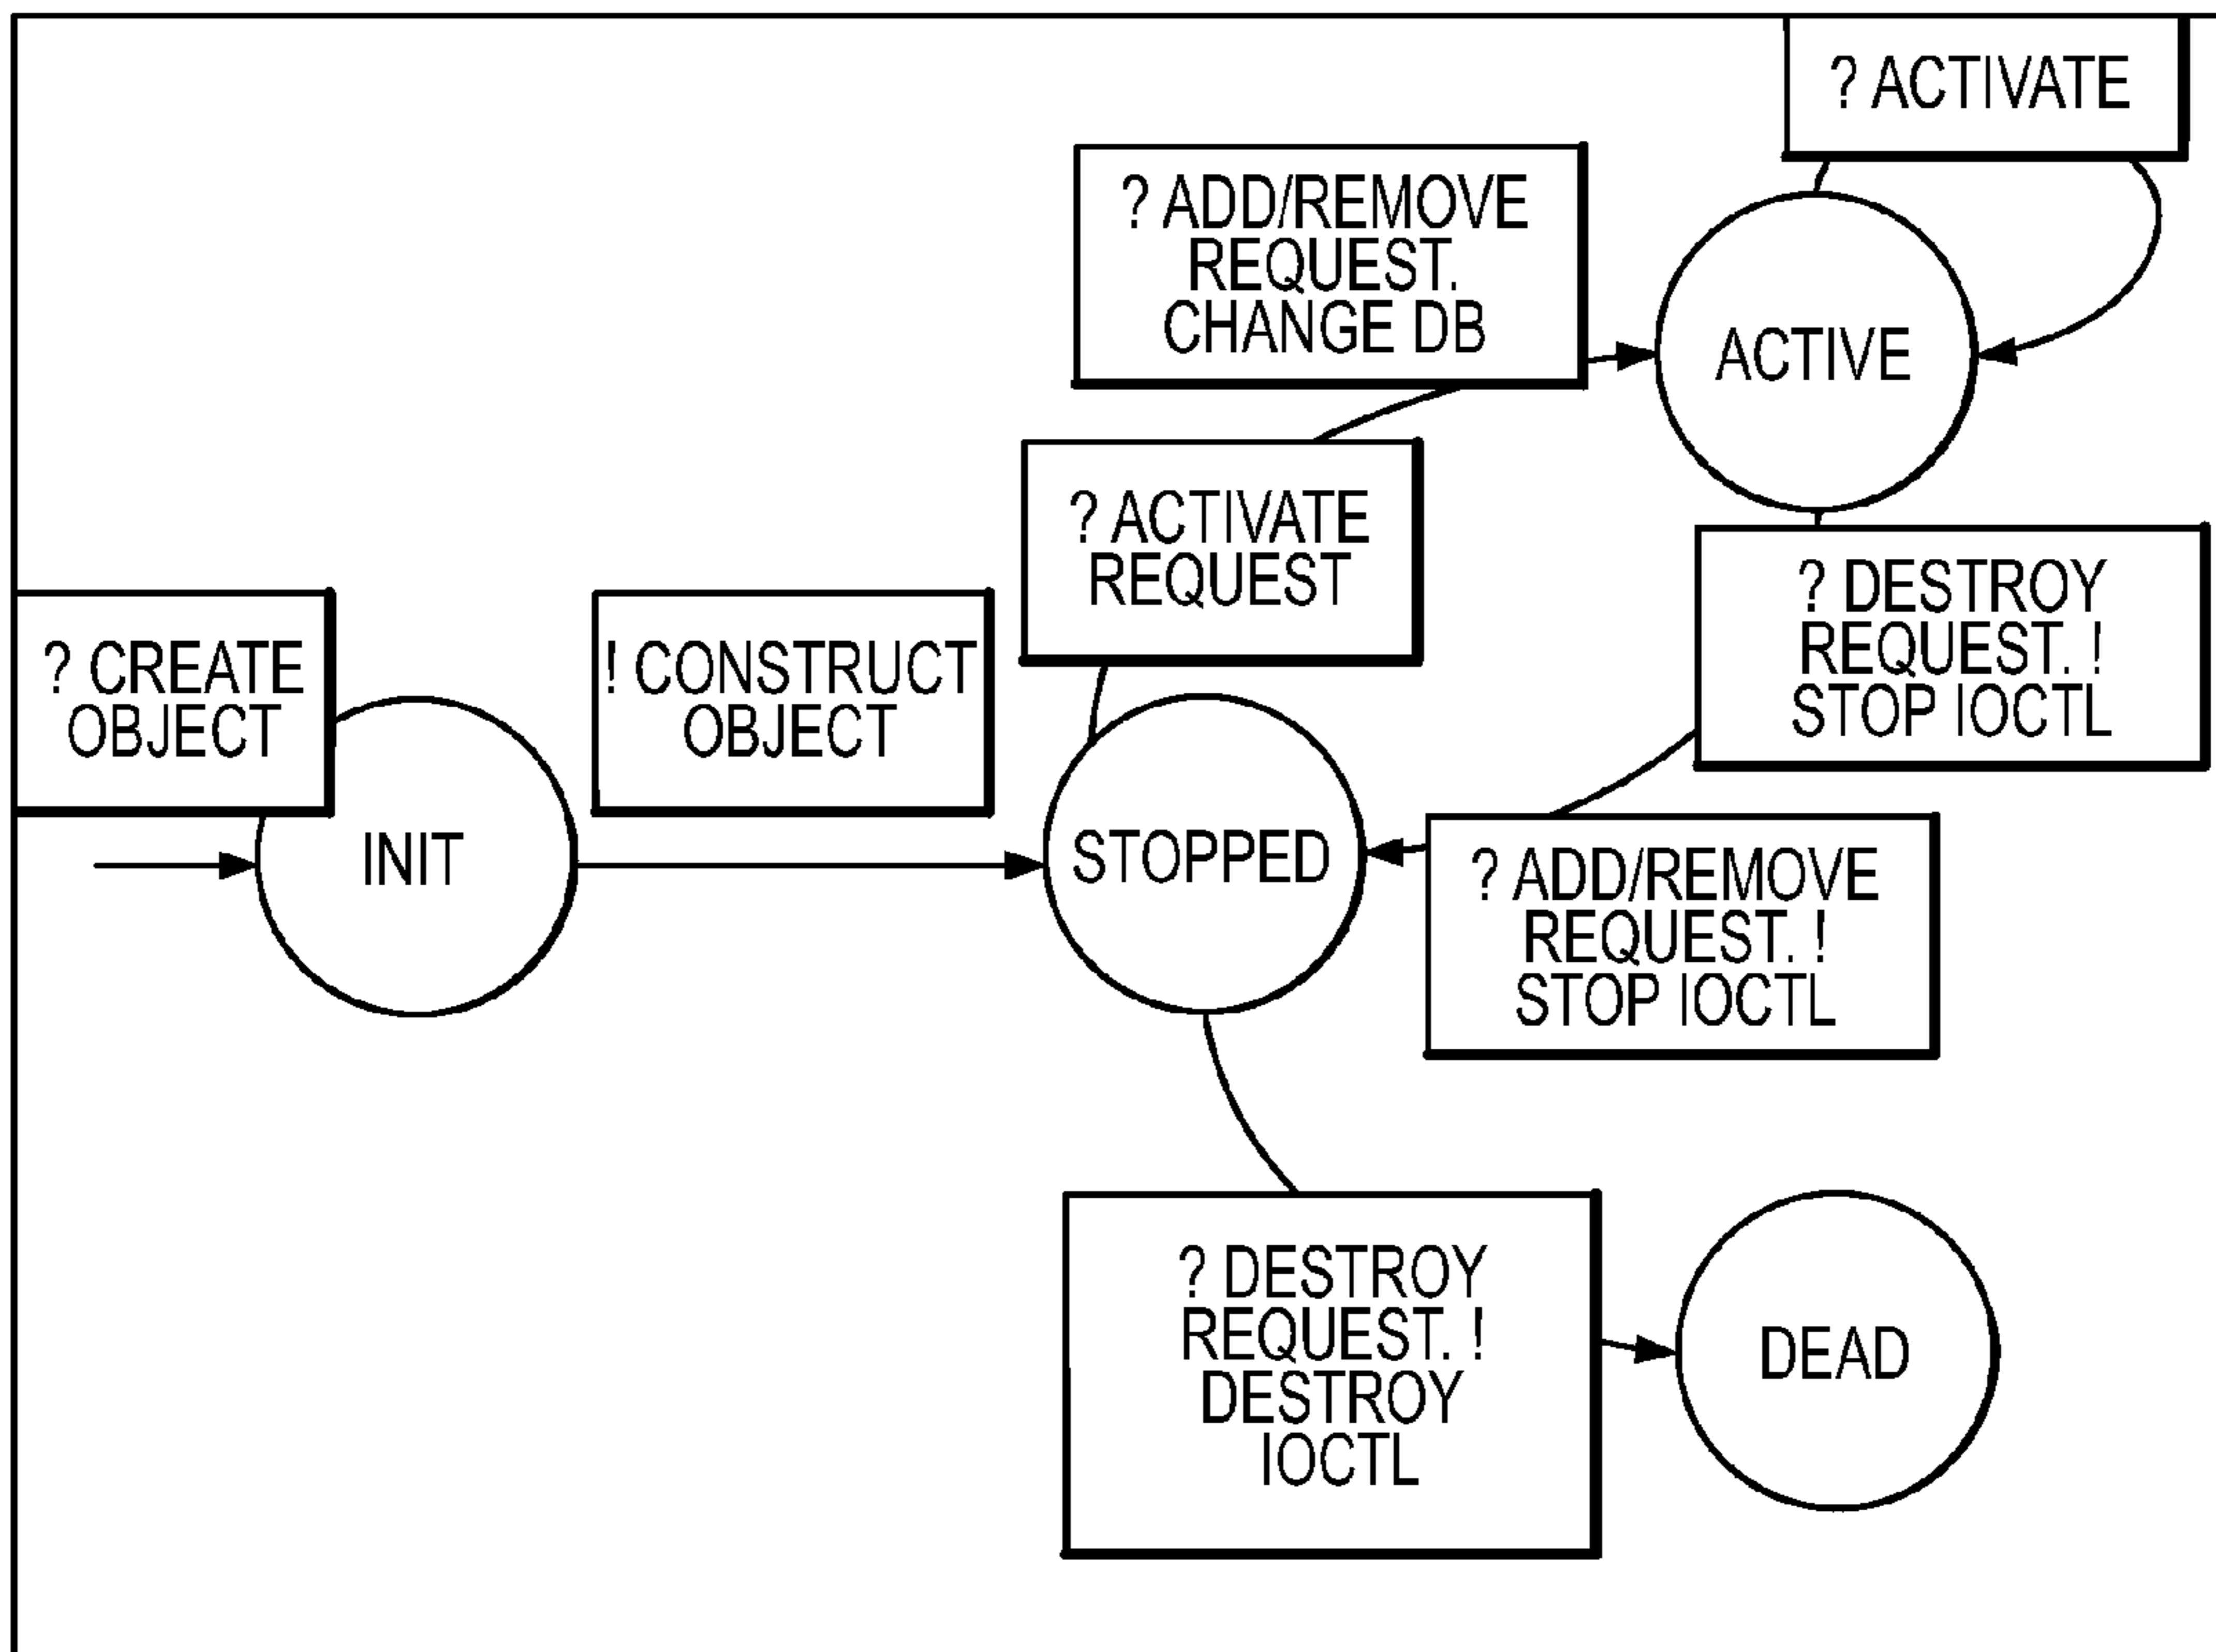 ? ACTIVATE
? ADD/REMOVE
REQUEST.
CHANGE DB
ACTIVE
? ACTIVATE
REQUEST
? DESTROY
REQUEST. !
STOP IOCTL
? CREATE
OBJECT
! CONSTRUCT
OBJECT
INIT
STOPPED
? ADD/REMOVE
REQUEST. !
STOP IOCTL
? DESTROY
REQUEST. !
DESTROY
IOCTL
DEAD